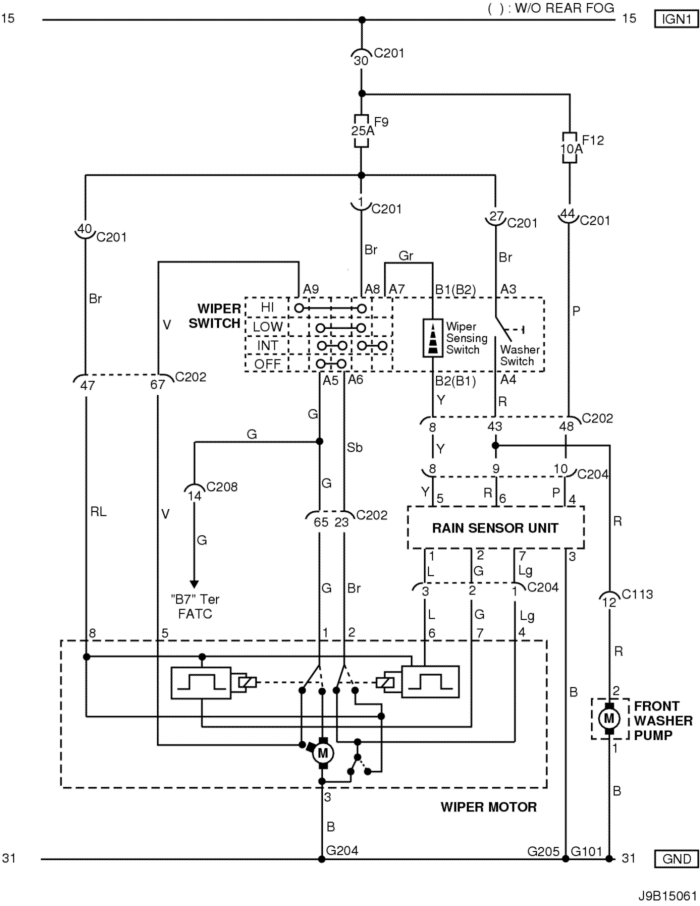 ( ) : W/O REAR FOG
15
15
IGN1
30
C201
F9
25A
F12
10A
40
C201
1
C201
27
C201
44
C201
Br
Br
Gr
Br
P
V
A9
A8
A7
B1(B2)
A3
WIPER
SWITCH
HI
LOW
INT
OFF
Wiper
Sensing
Switch
Washer
Switch
A5
A6
B2(B1)
A4
47
67
C202
G
Y
R
8
43
48
C202
G
Sb
Y
8
9
10
C204
14
C208
G
Y
5
R
6
P
4
RL
V
65
23
C202
RAIN SENSOR UNIT
R
G
1
2
7
3
L
G
Lg
"B7" Ter
FATC
G
Br
3
2
1
C204
12
C113
L
G
Lg
8
5
1
2
6
7
4
R
B
2
M
FRONT
WASHER
PUMP
1
M
3
WIPER MOTOR
B
B
31
G204
G205
G101
31
GND
J9B15061